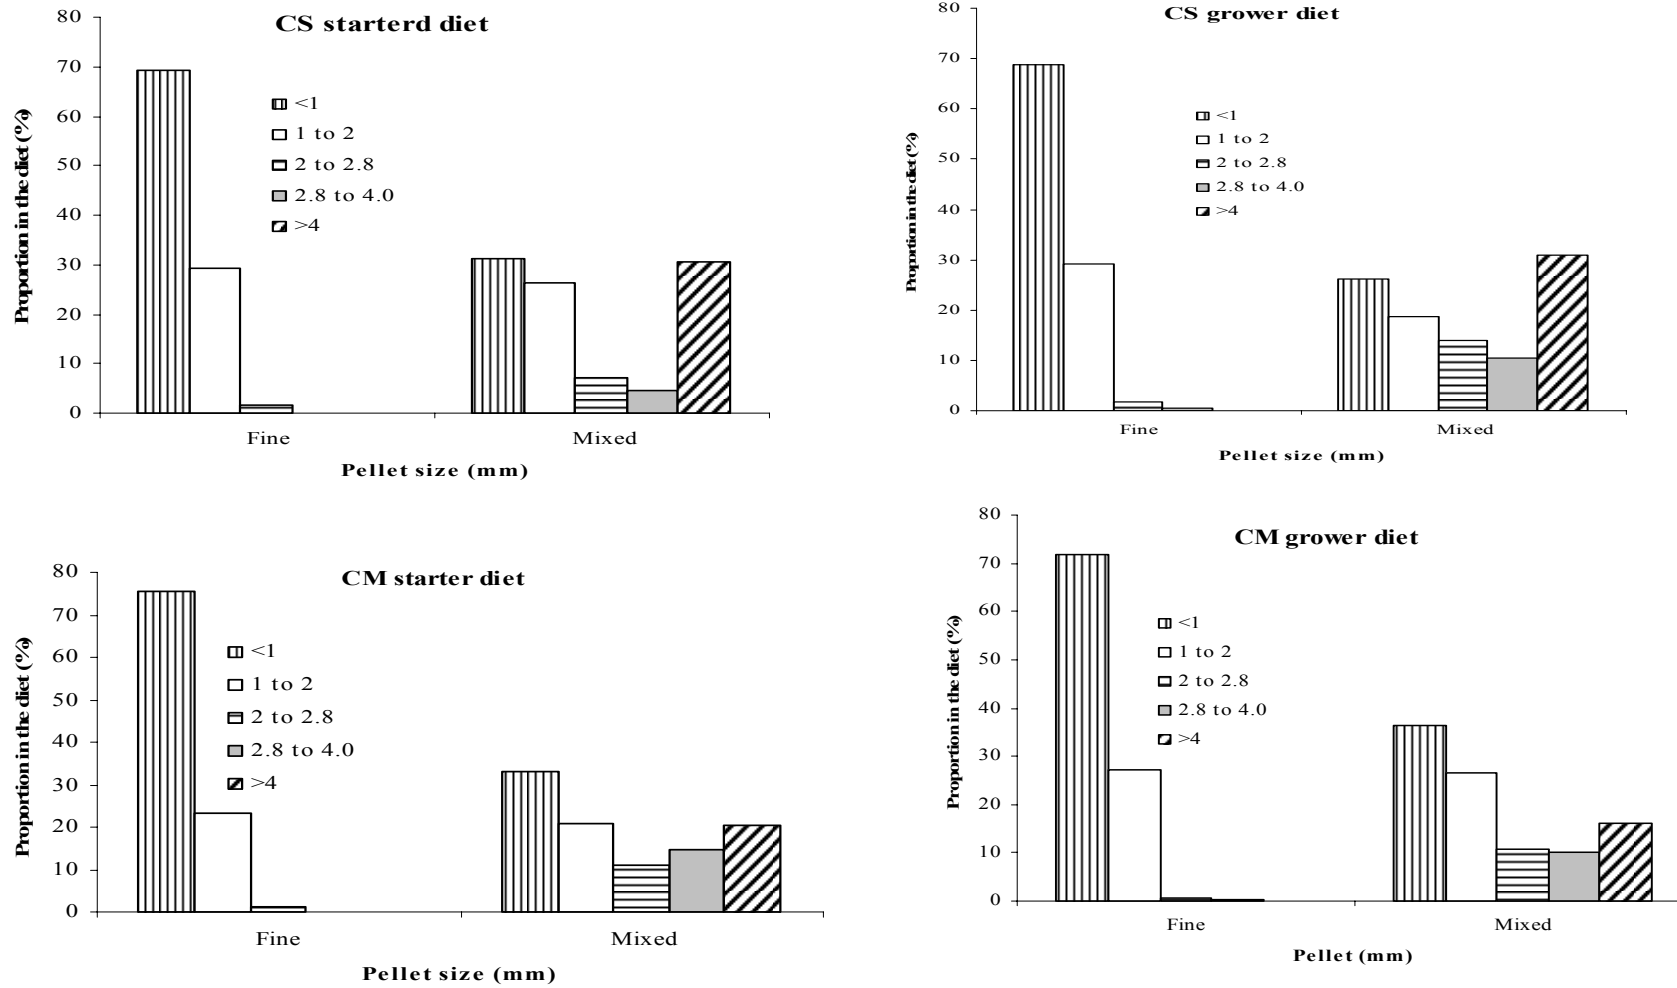 CS starterd diet
Proportion in the diet (%)
80
70
60
50
40
30
20
10
0
<1
1 to 2
2 to 2.8
2.8 to 4.0
>4
Fine
Mixed
Pellet size (mm)
CS grower diet
Proportion in the diet (%)
80
70
60
50
40
30
20
10
0
<1
1 to 2
2 to 2.8
2.8 to 4.0
>4
Fine
Mixed
Pellet size (mm)
CM starter diet
Proportion in the diet (%)
80
70
60
50
40
30
20
10
0
<1
1 to 2
2 to 2.8
2.8 to 4.0
>4
Fine
Mixed
Pellet size (mm)
CM grower diet
Proportion in the diet (%)
80
70
60
50
40
30
20
10
0
<1
1 to 2
2 to 2.8
2.8 to 4.0
>4
Fine
Mixed
Pellet (mm)